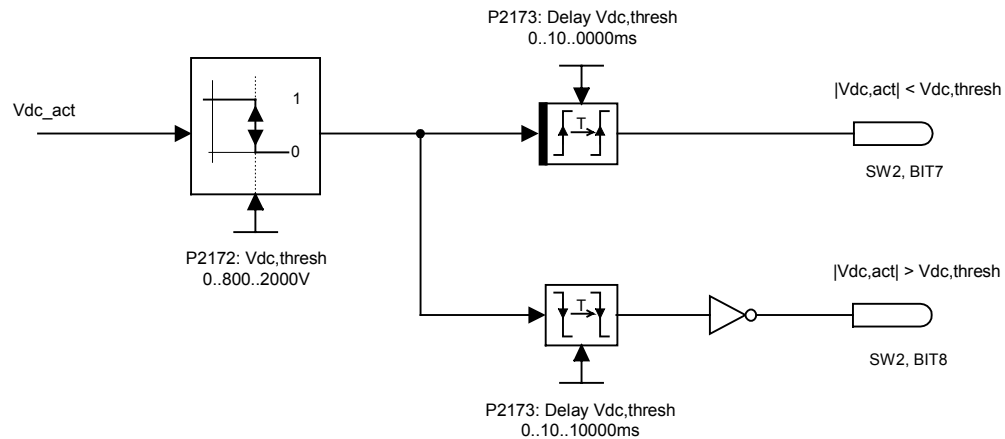 P2173: Delay Vdc,thresh
0..10..0000ms
Vdc_act
1
0
T
|Vdc,act| < Vdc,thresh
SW2, BIT7
P2172: Vdc,thresh
0..800..2000V
T
|Vdc,act| > Vdc,thresh
SW2, BIT8
P2173: Delay Vdc,thresh
0..10..10000ms